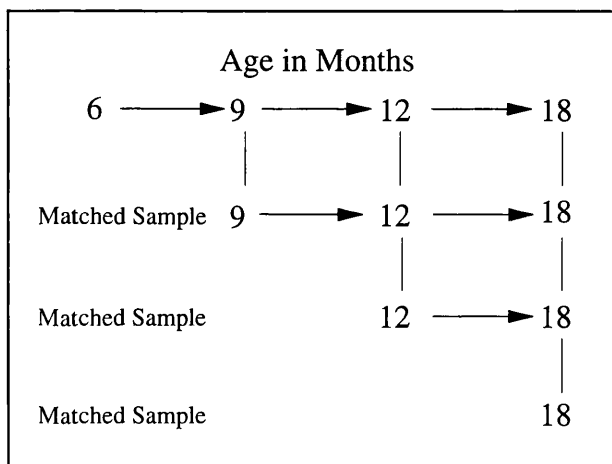 Age in Months
6 9 12 18
Matched Sample 9 12 18
Matched Sample 12 18
Matched Sample 18